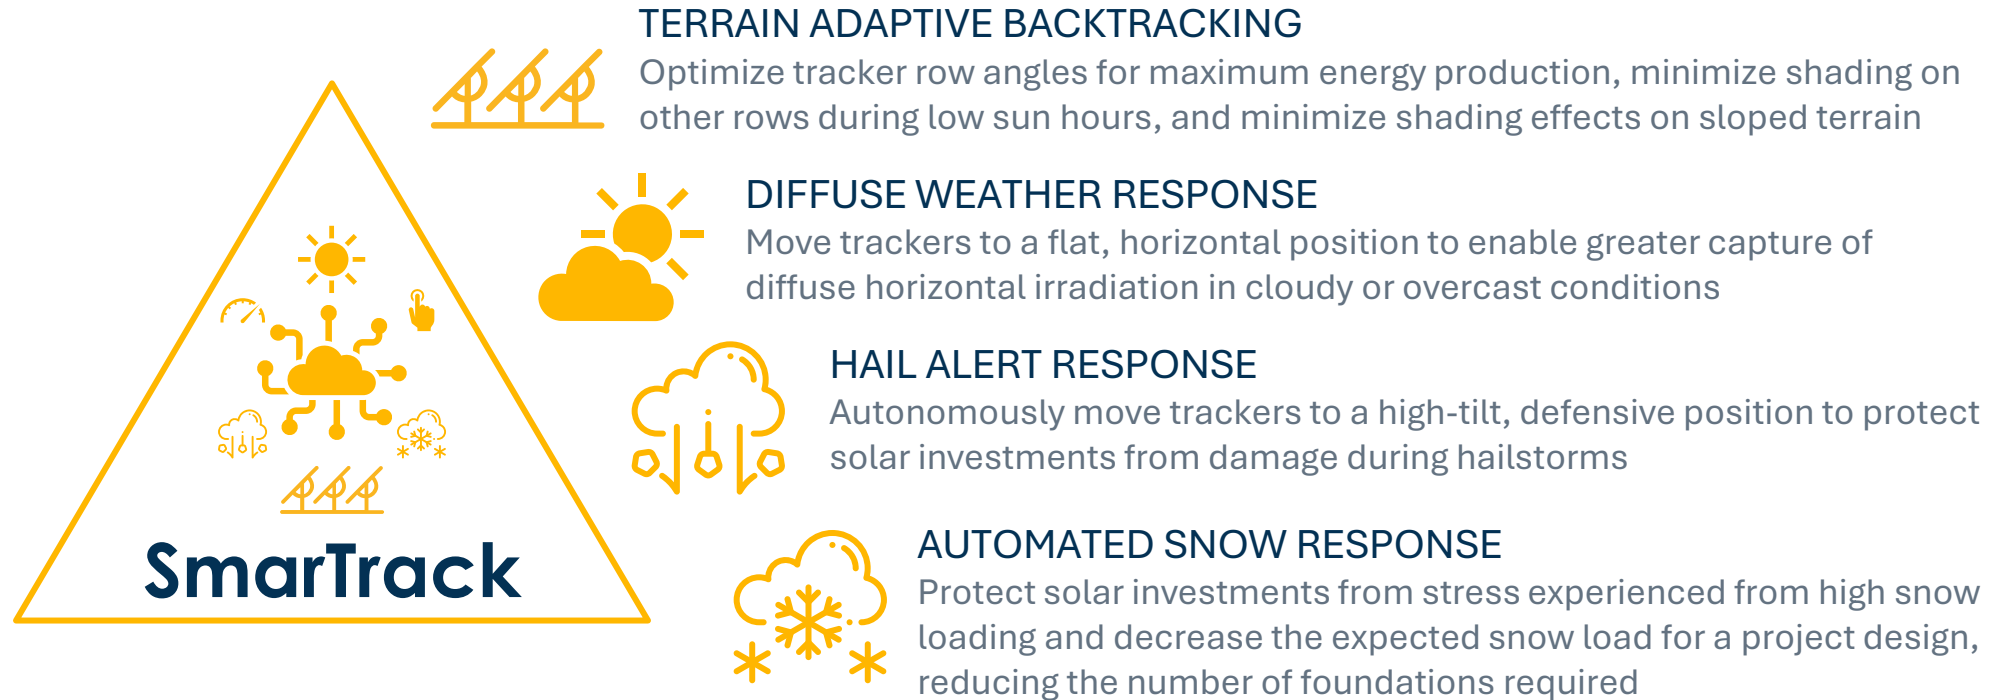 TERRAIN ADAPTIVE BACKTRACKING
Optimize tracker row angles for maximum energy production, minimize shading on
other rows during low sun hours, and minimize shading effects on sloped terrain
DIFFUSE WEATHER RESPONSE
Move trackers to a flat, horizontal position to enable greater capture of
diffuse horizontal irradiation in cloudy or overcast conditions
HAIL ALERT RESPONSE
Autonomously move trackers to a high-tilt, defensive position to protect
solar investments from damage during hailstorms
AUTOMATED SNOW RESPONSE
Protect solar investments from stress experienced from high snow
loading and decrease the expected snow load for a project design,
reducing the number of foundations required
SmarTrack